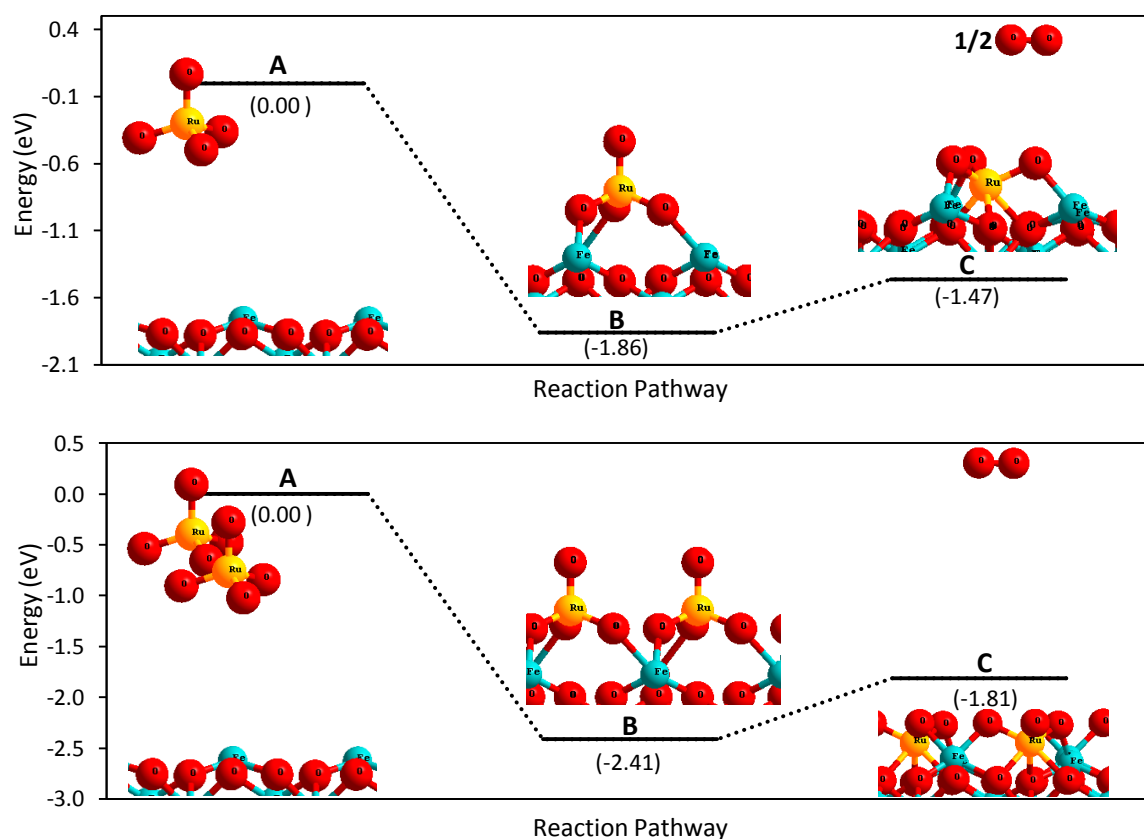 0.4
1/2
A
-0.1
(0.00 )
Energy (eV)
-0.6
-1.1
C
-1.6
(-1.47)
B
(-1.86)
-2.1
Reaction Pathway
0.5
A
0.0
(0.00 )
-0.5
Energy (eV)
-1.0
-1.5
C
(-1.81)
-2.0
B
-2.5
(-2.41)
-3.0
Reaction Pathway